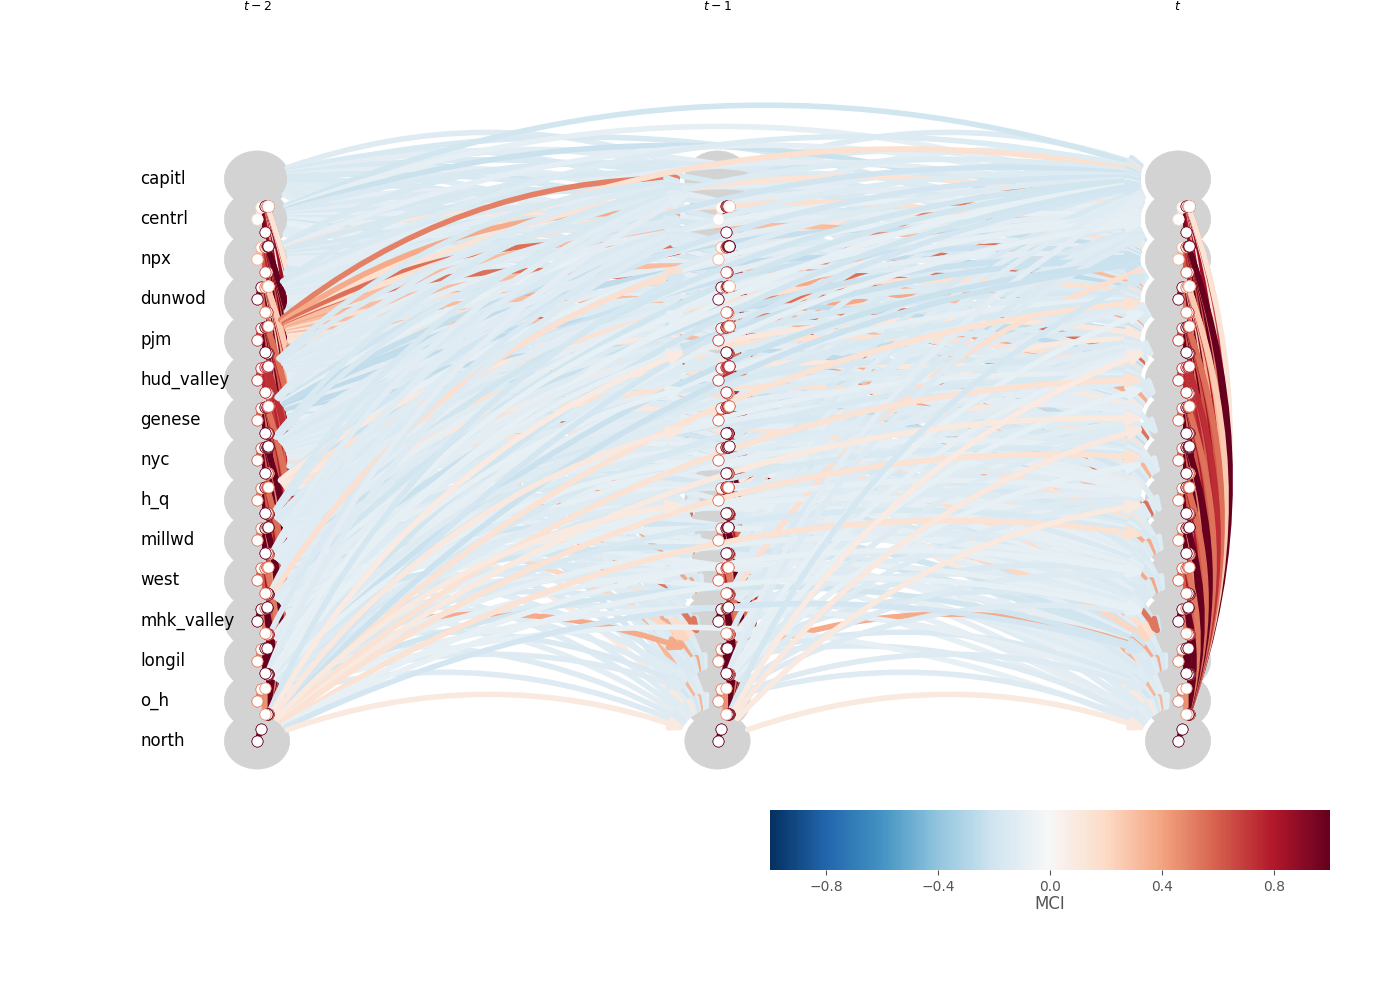 t − 2 t − 1 t
capitl
centrl
npx
dunwod
pjm
hud_valley
genese
nyc
h_q
millwd
west
mhk_valley
longil
o_h
north
−0.8 −0.4 0.0 0.4 0.8
MCI